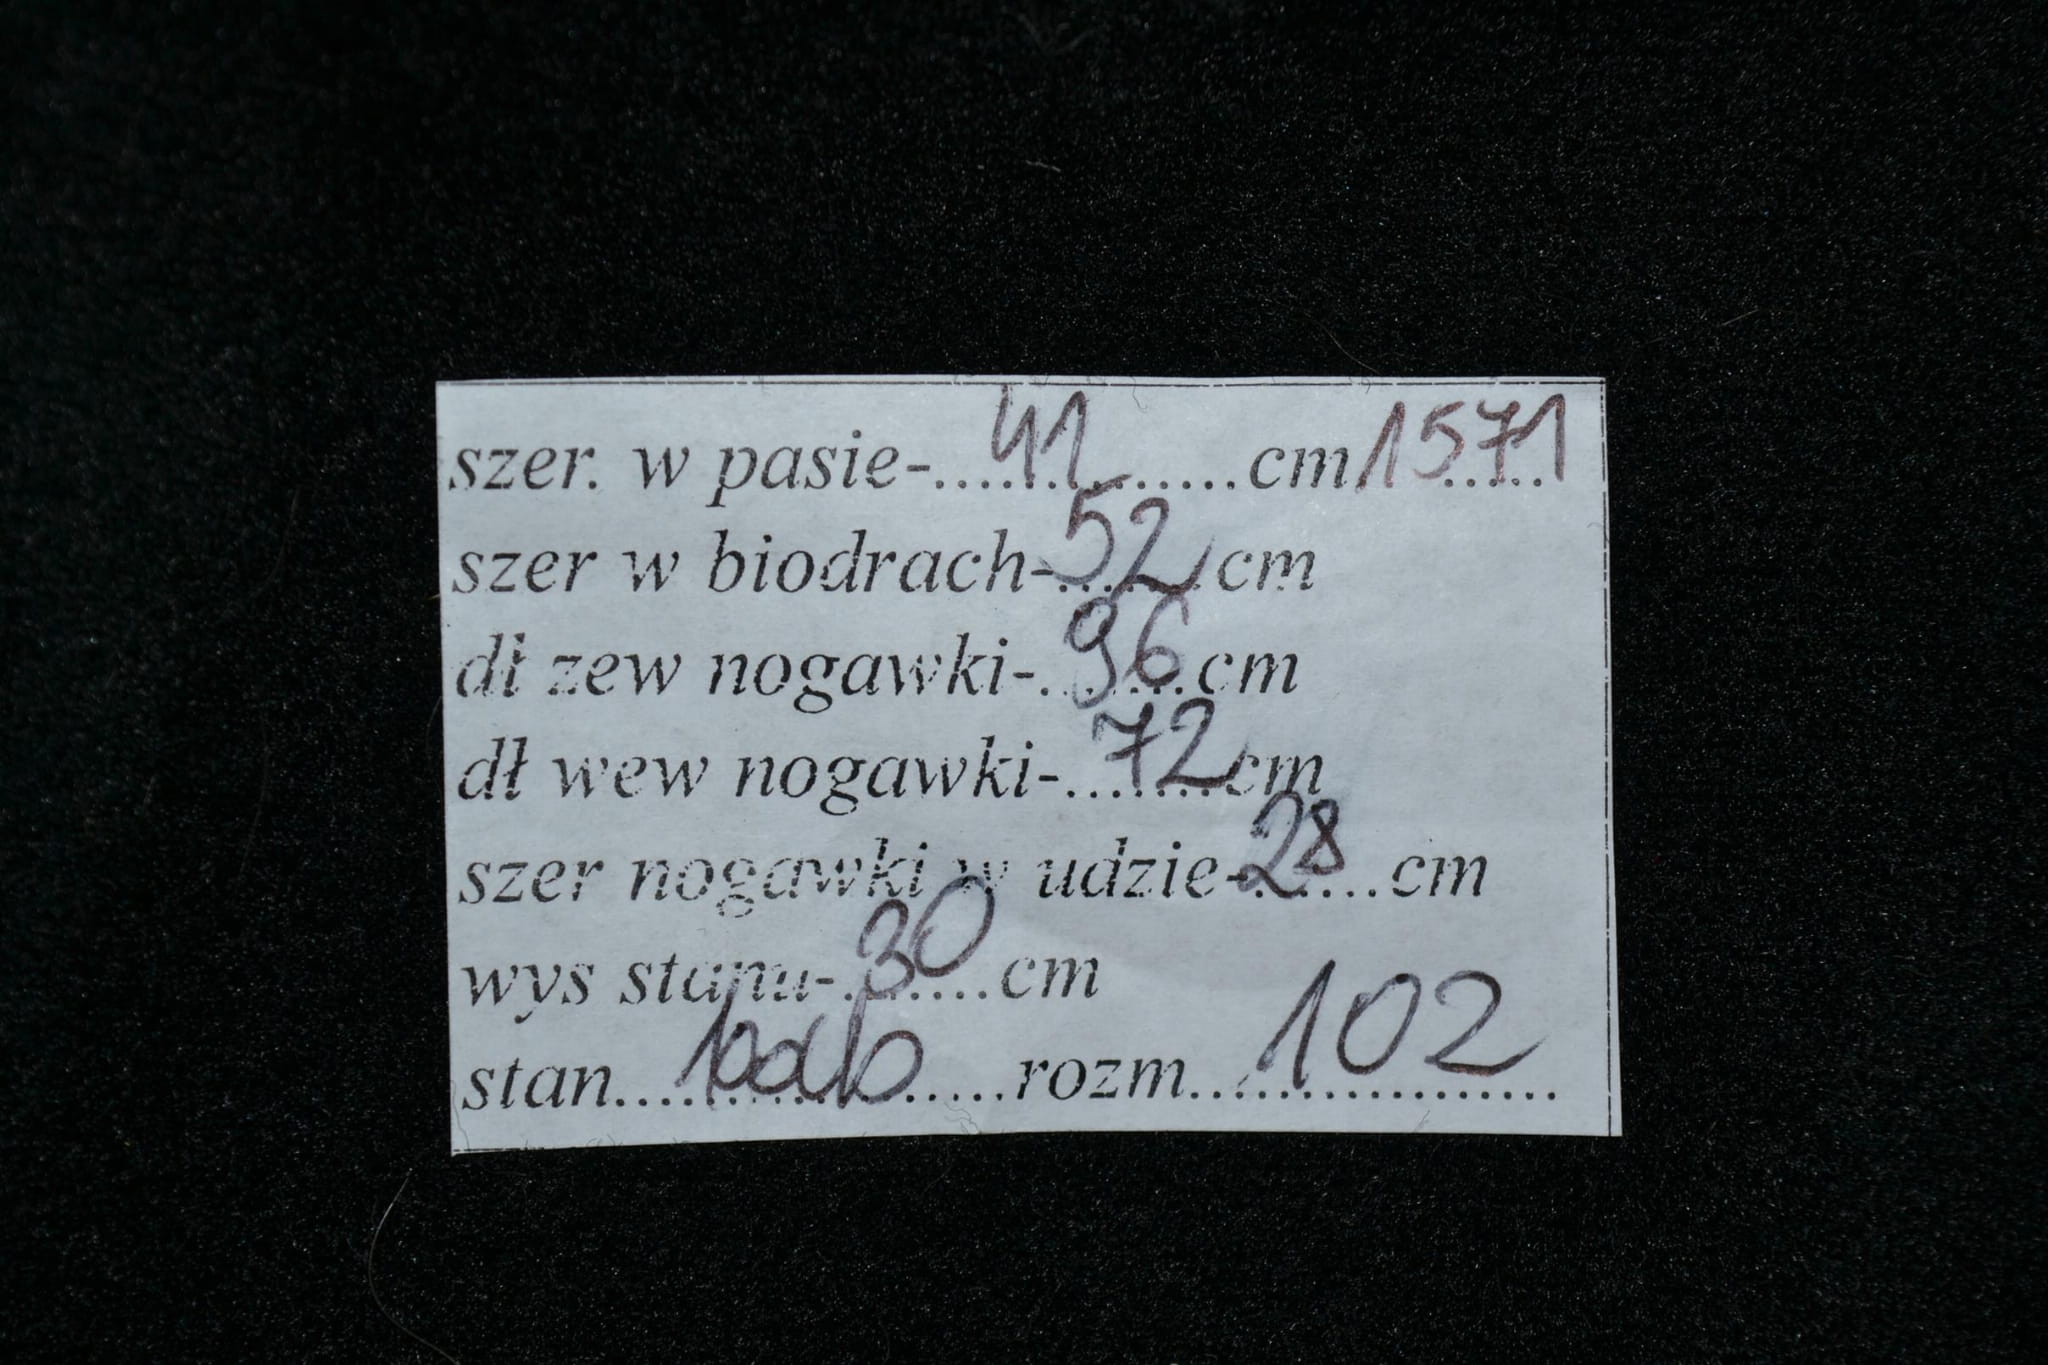 szer. w pasie-....41.......cm 1571
szer w biodrach-52 cm
dł zew nogawki-.96 cm
dł wew nogawki-..72 cm
szer nogawki w udzie-28...cm
wys stanu-.30..cm
stan..............rozm...102..........